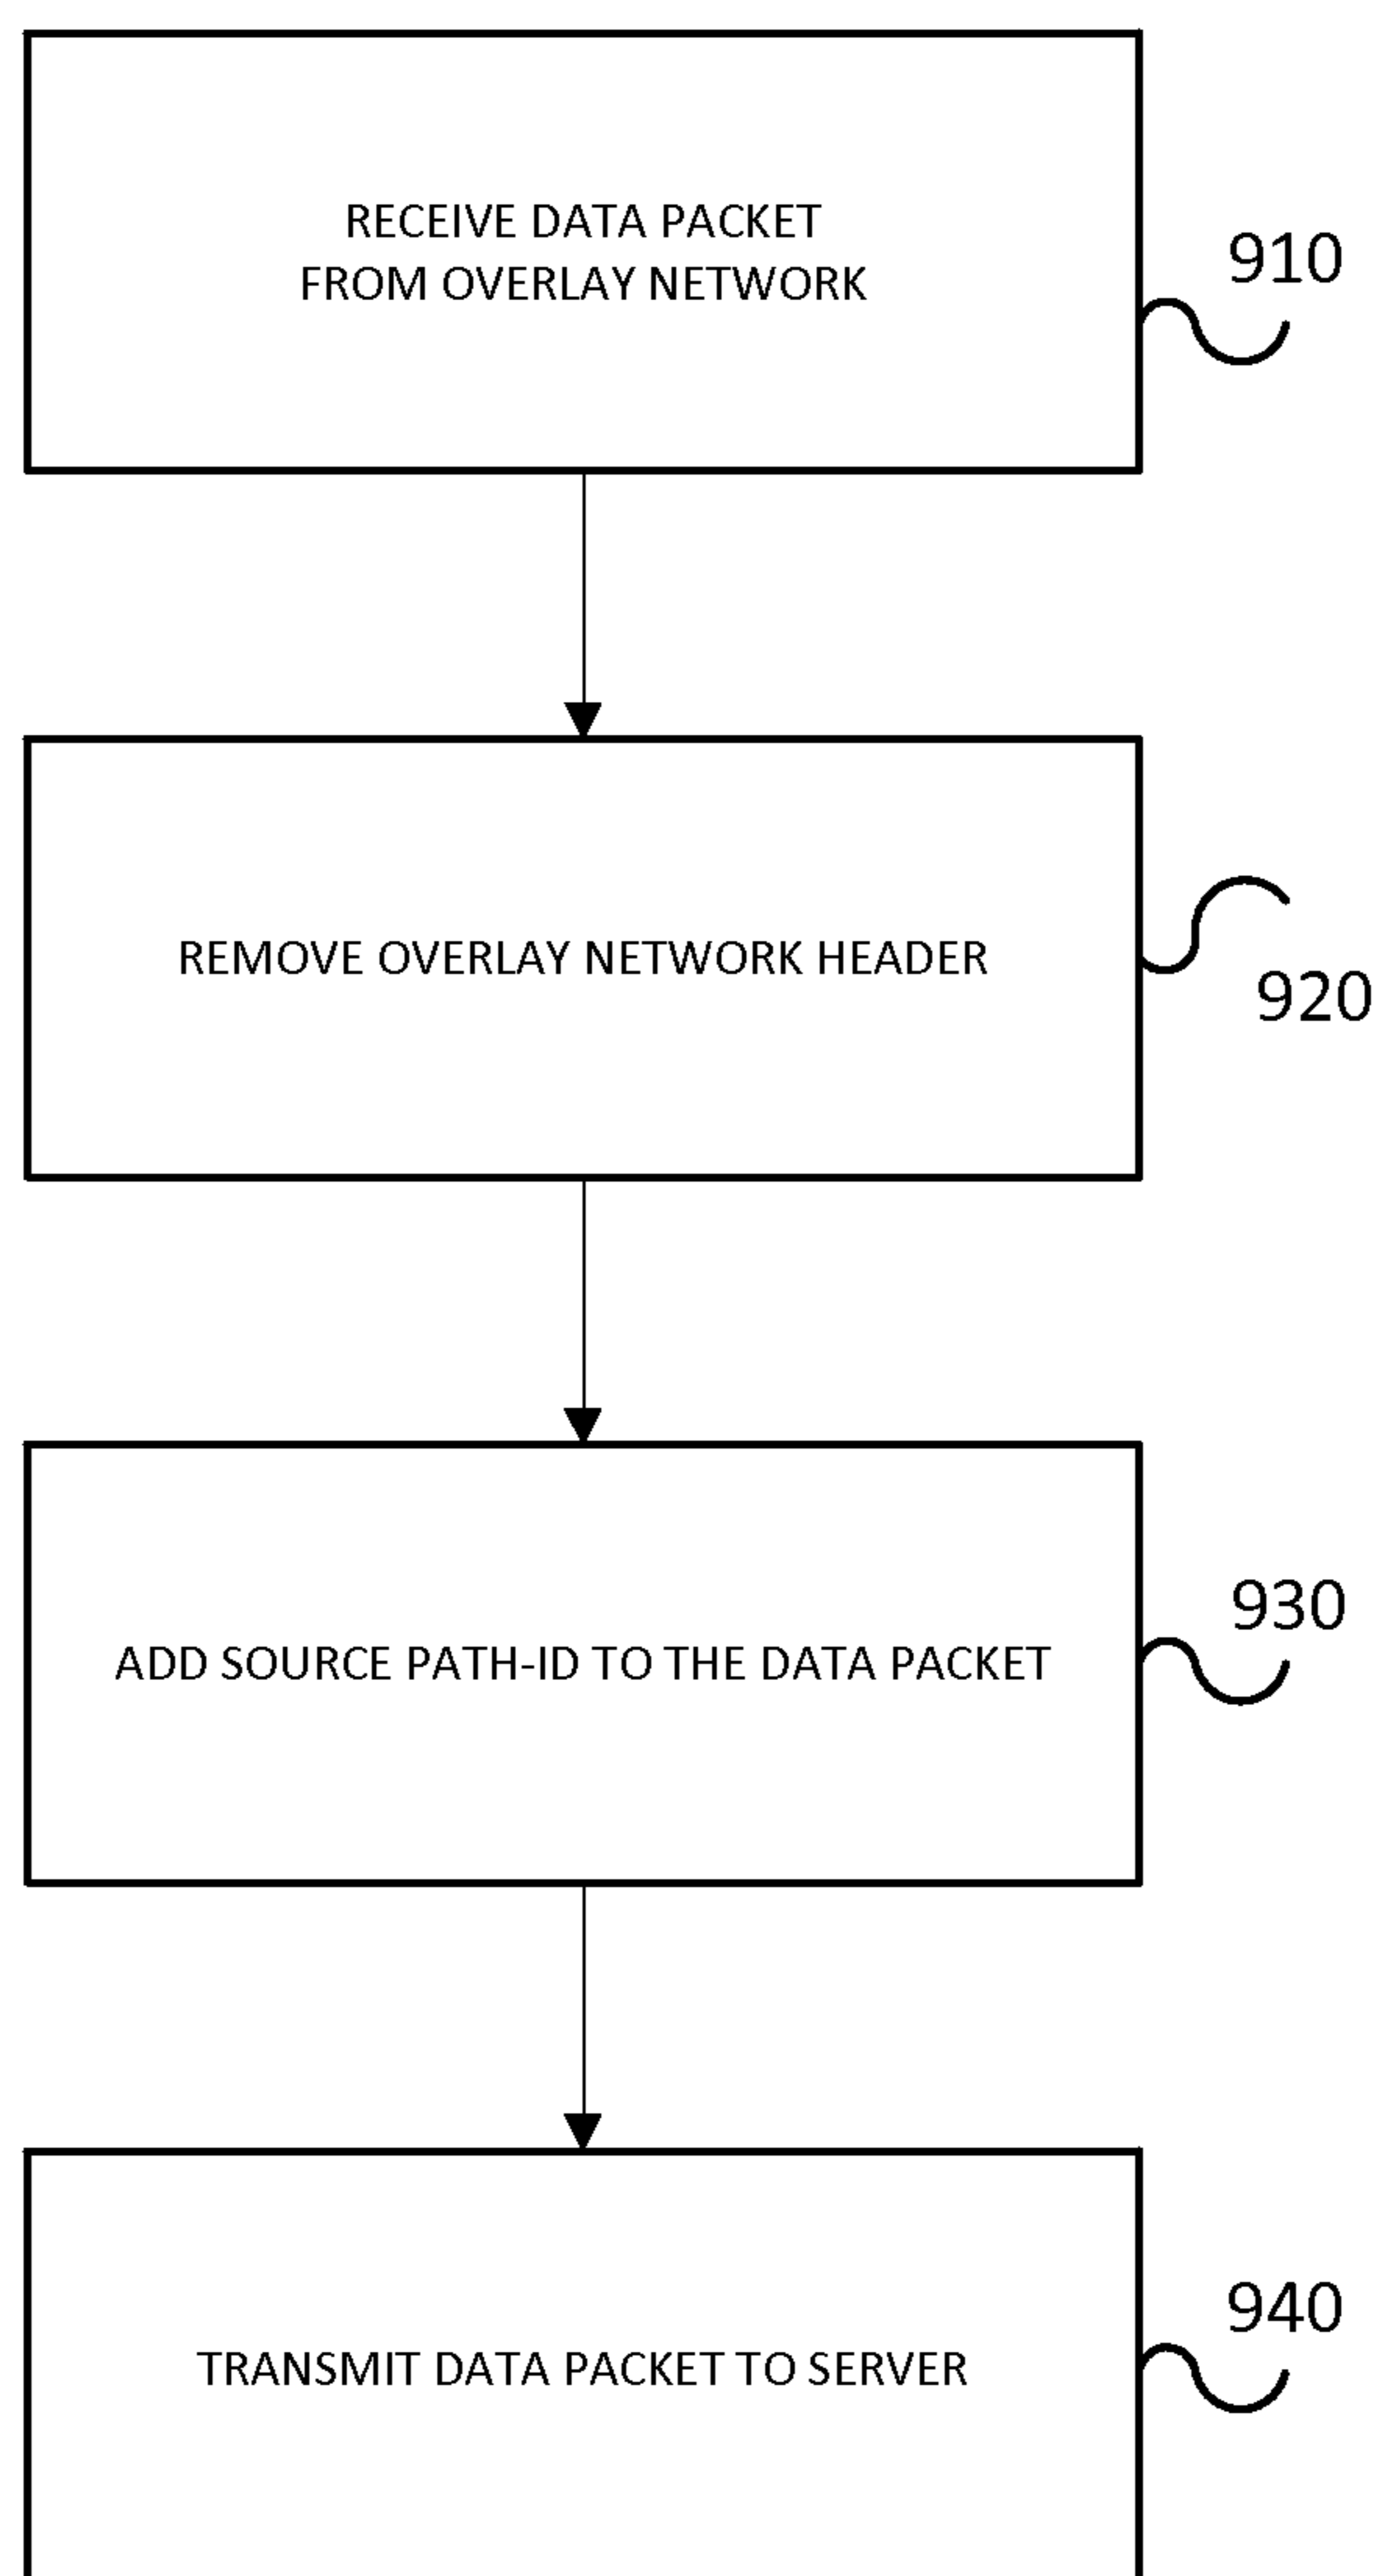 RECEIVE DATA PACKET
FROM OVERLAY NETWORK
910
REMOVE OVERLAY NETWORK HEADER
920
ADD SOURCE PATH-ID TO THE DATA PACKET
930
TRANSMIT DATA PACKET TO SERVER
940